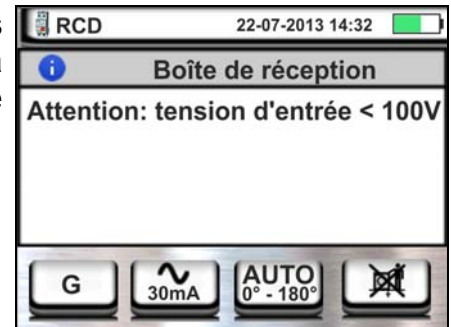 RCD 22-07-2013 14:32
Boîte de réception
Attention: tension d'entrée < 100V
G
30mA
AUTO
0° - 180°